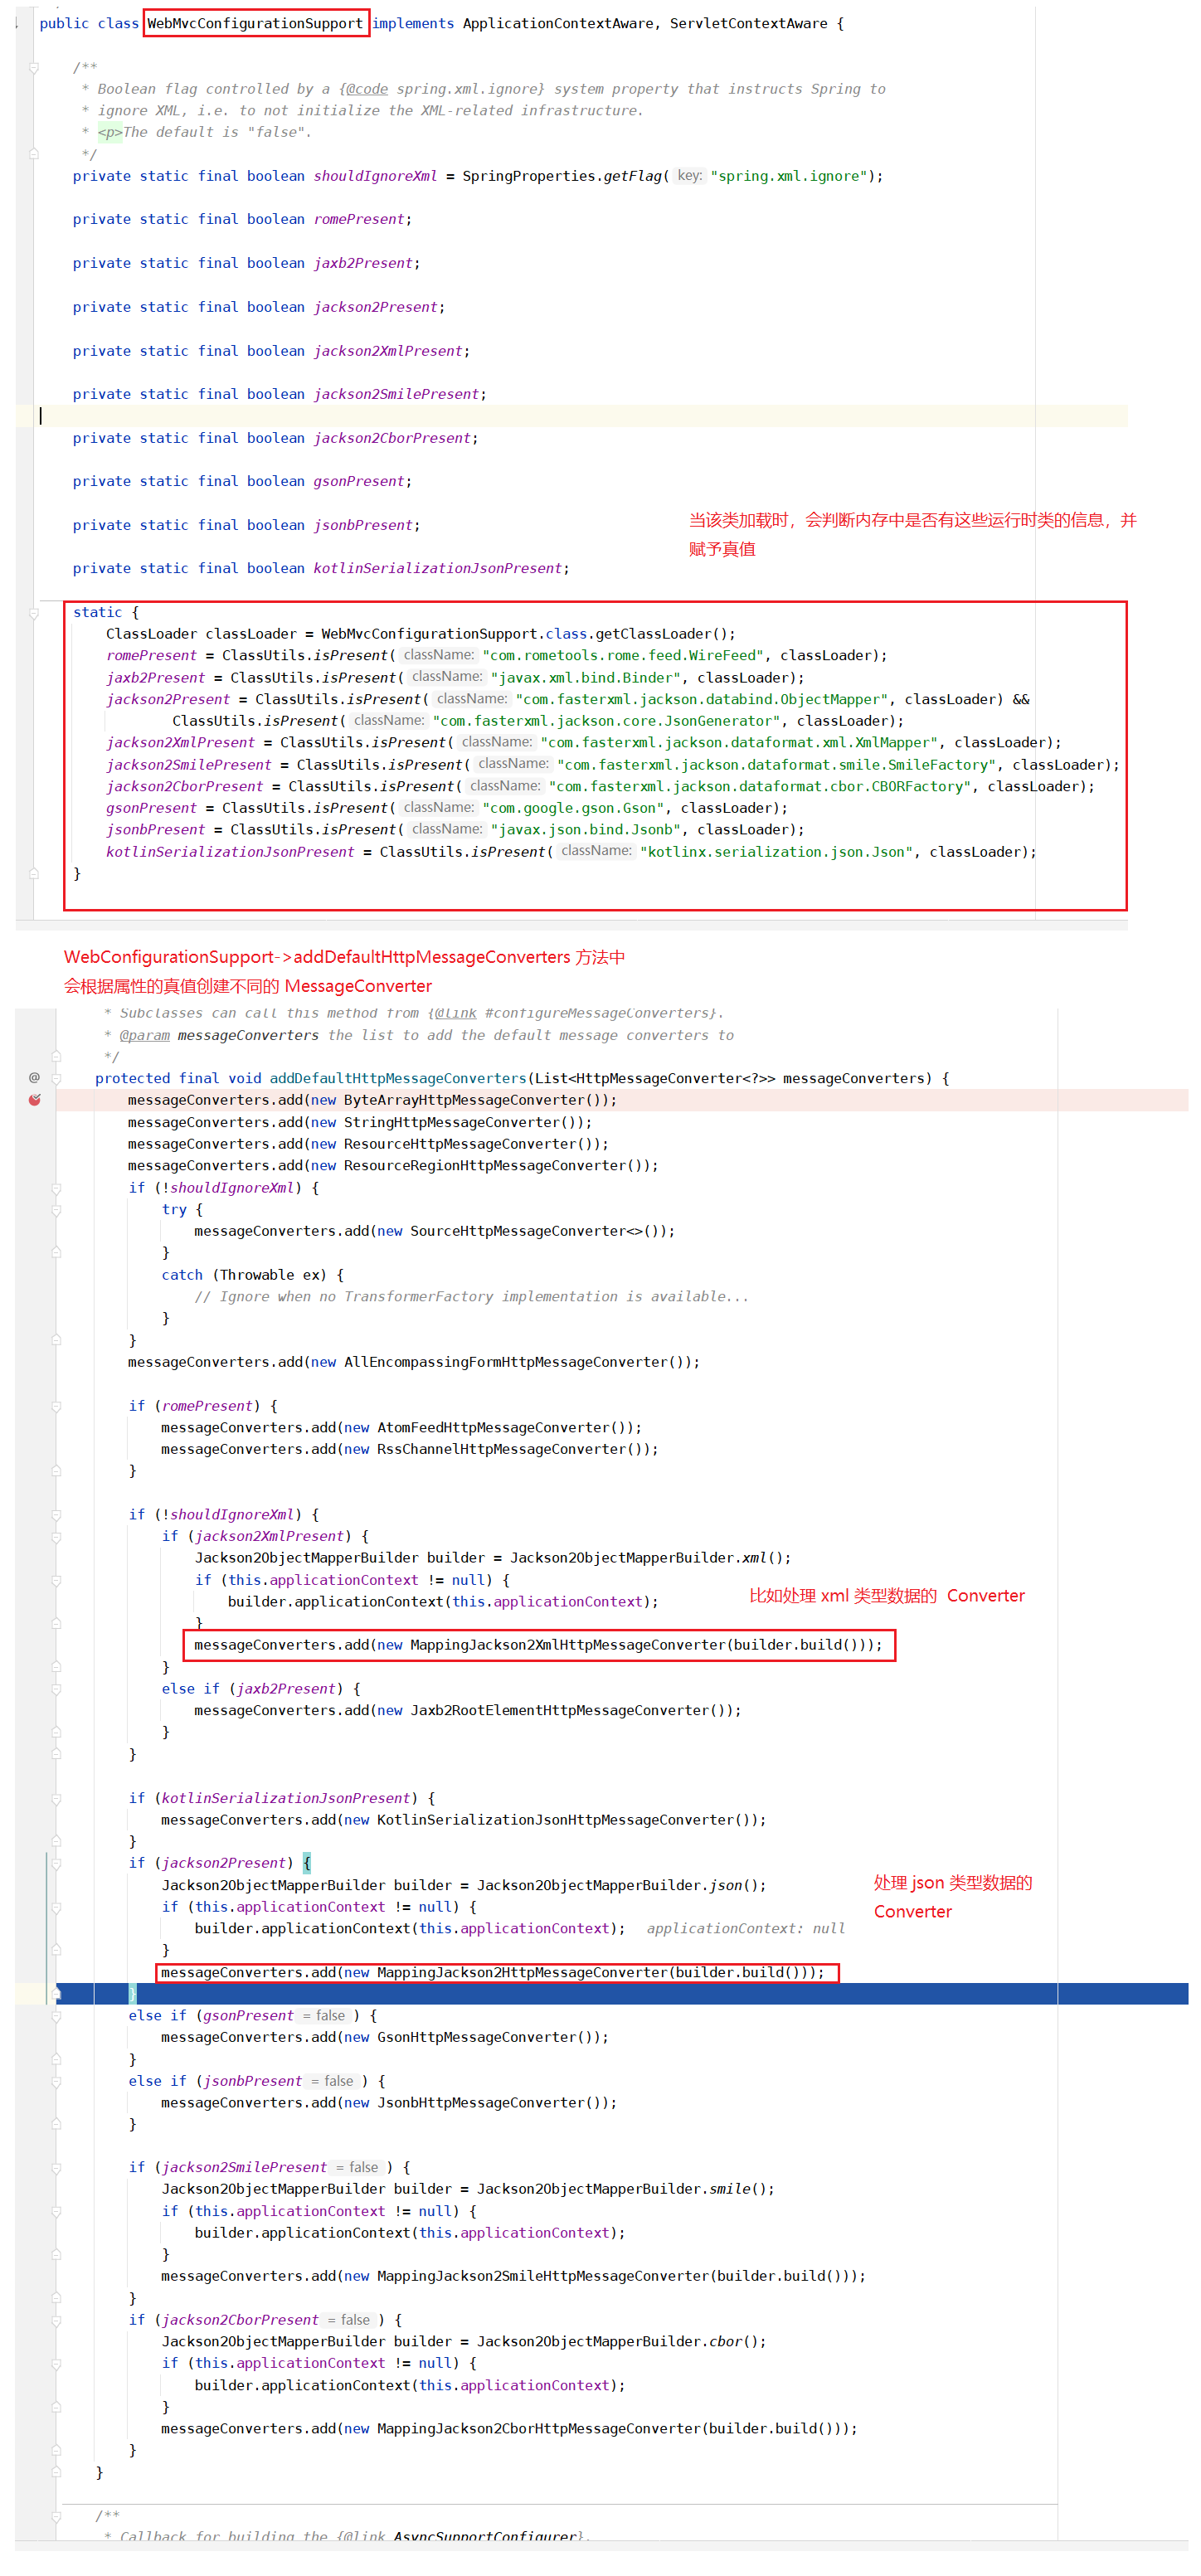 public class WebMvcConfigurationSupport implements ApplicationContextAware, ServletContextAware {
/**
* Boolean flag controlled by a {@code spring.xml.ignore} system property that instructs Spring to
* ignore XML, i.e. to not initialize the XML-related infrastructure.
* <p>The default is "false".
*/
private static final boolean shouldIgnoreXml = SpringProperties.getFlag( key: "spring.xml.ignore");
private static final boolean romePresent;
private static final boolean jaxb2Present;
private static final boolean jackson2Present;
private static final boolean jackson2XmlPresent;
private static final boolean jackson2SmilePresent;
private static final boolean jackson2CborPresent;
private static final boolean gsonPresent;
private static final boolean jsonbPresent;
当该类加载时，会判断内存中是否有这些运行时类的信息，并
赋予真值
private static final boolean kotlinSerializationJsonPresent;
static {
ClassLoader classLoader = WebMvcConfigurationSupport.class.getClassLoader();
romePresent = ClassUtils.isPresent( className: "com.rometools.rome.feed.WireFeed", classLoader);
jaxb2Present = ClassUtils.isPresent( className: "javax.xml.bind.Binder", classLoader);
jackson2Present = ClassUtils.isPresent( className: "com.fasterxml.jackson.databind.ObjectMapper", classLoader) &&
ClassUtils.isPresent( className: "com.fasterxml.jackson.core.JsonGenerator", classLoader);
jackson2XmlPresent = ClassUtils.isPresent( className: "com.fasterxml.jackson.dataformat.xml.XmlMapper", classLoader);
jackson2SmilePresent = ClassUtils.isPresent( className: "com.fasterxml.jackson.dataformat.smile.SmileFactory", classLoader);
jackson2CborPresent = ClassUtils.isPresent( className: "com.fasterxml.jackson.dataformat.cbor.CBORFactory", classLoader);
gsonPresent = ClassUtils.isPresent( className: "com.google.gson.Gson", classLoader);
jsonbPresent = ClassUtils.isPresent( className: "javax.json.bind.Jsonb", classLoader);
kotlinSerializationJsonPresent = ClassUtils.isPresent( className: "kotlinx.serialization.json.Json", classLoader);
}
WebConfigurationSupport->addDefaultHttpMessageConverters 方法中
会根据属性的真值创建不同的 MessageConverter
* Subclasses can call this method from {@link #configureMessageConverters}.
* @param messageConverters the list to add the default message converters to
*/
protected final void addDefaultHttpMessageConverters(List<HttpMessageConverter<?>> messageConverters) {
messageConverters.add(new ByteArrayHttpMessageConverter());
messageConverters.add(new StringHttpMessageConverter());
messageConverters.add(new ResourceHttpMessageConverter());
messageConverters.add(new ResourceRegionHttpMessageConverter());
if (!shouldIgnoreXml) {
try {
messageConverters.add(new SourceHttpMessageConverter<>());
}
catch (Throwable ex) {
// Ignore when no TransformerFactory implementation is available...
}
}
messageConverters.add(new AllEncompassingFormHttpMessageConverter());
if (romePresent) {
messageConverters.add(new AtomFeedHttpMessageConverter());
messageConverters.add(new RssChannelHttpMessageConverter());
}
if (!shouldIgnoreXml) {
if (jackson2XmlPresent) {
Jackson2ObjectMapperBuilder builder = Jackson2ObjectMapperBuilder.xml();
if (this.applicationContext != null) {
builder.applicationContext(this.applicationContext);
比如处理 xml 类型数据的 Converter
}
messageConverters.add(new MappingJackson2XmlHttpMessageConverter(builder.build()));
}
else if (jaxb2Present) {
messageConverters.add(new Jaxb2RootElementHttpMessageConverter());
}
}
if (kotlinSerializationJsonPresent) {
messageConverters.add(new KotlinSerializationJsonHttpMessageConverter());
}
if (jackson2Present) {
Jackson2ObjectMapperBuilder builder = Jackson2ObjectMapperBuilder.json();
处理 json 类型数据的
Converter
if (this.applicationContext != null) {
builder.applicationContext(this.applicationContext); applicationContext: null
}
messageConverters.add(new MappingJackson2HttpMessageConverter(builder.build()));
}
else if (gsonPresent = false ) {
messageConverters.add(new GsonHttpMessageConverter());
}
else if (jsonbPresent = false ) {
messageConverters.add(new JsonbHttpMessageConverter());
}
if (jackson2SmilePresent = false ) {
Jackson2ObjectMapperBuilder builder = Jackson2ObjectMapperBuilder.smile();
if (this.applicationContext != null) {
builder.applicationContext(this.applicationContext);
}
messageConverters.add(new MappingJackson2SmileHttpMessageConverter(builder.build()));
}
if (jackson2CborPresent = false ) {
Jackson2ObjectMapperBuilder builder = Jackson2ObjectMapperBuilder.cbor();
if (this.applicationContext != null) {
builder.applicationContext(this.applicationContext);
}
messageConverters.add(new MappingJackson2CborHttpMessageConverter(builder.build()));
}
}
/**
* Callback for building the {@link AsyncSupportConfigurer}.